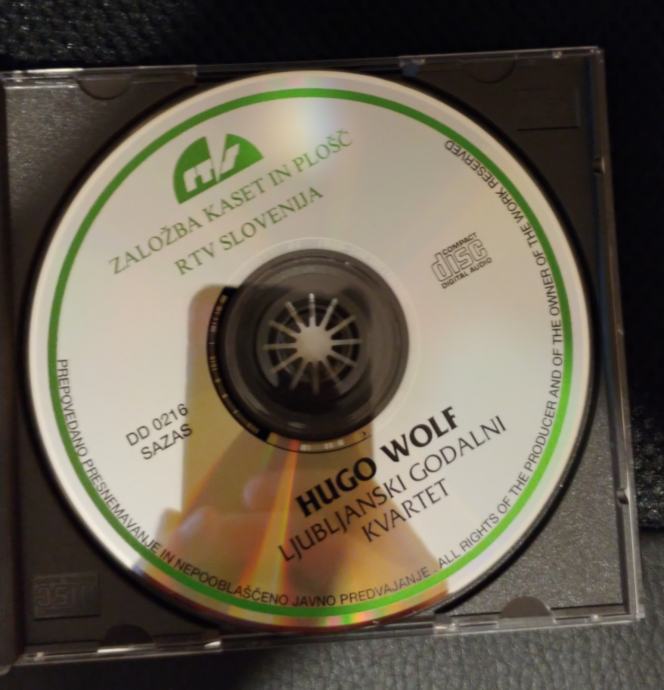 RTVS
ZALOŽBA KASET IN PLOŠČ
RTV SLOVENIJA
COMPACT
disc
DIGITAL AUDIO
DD 0216
SAZAS
HUGO WOLF
LJUBLJANSKI GODALNI
KVARTET
PREPOVEDANO PRESNEMAVANJE IN NEPOOBLAŠČENO JAVNO PREDVAJANJE . ALL RIGHTS OF THE PRODUCER AND OF THE OWNER OF THE WORK RESERVED